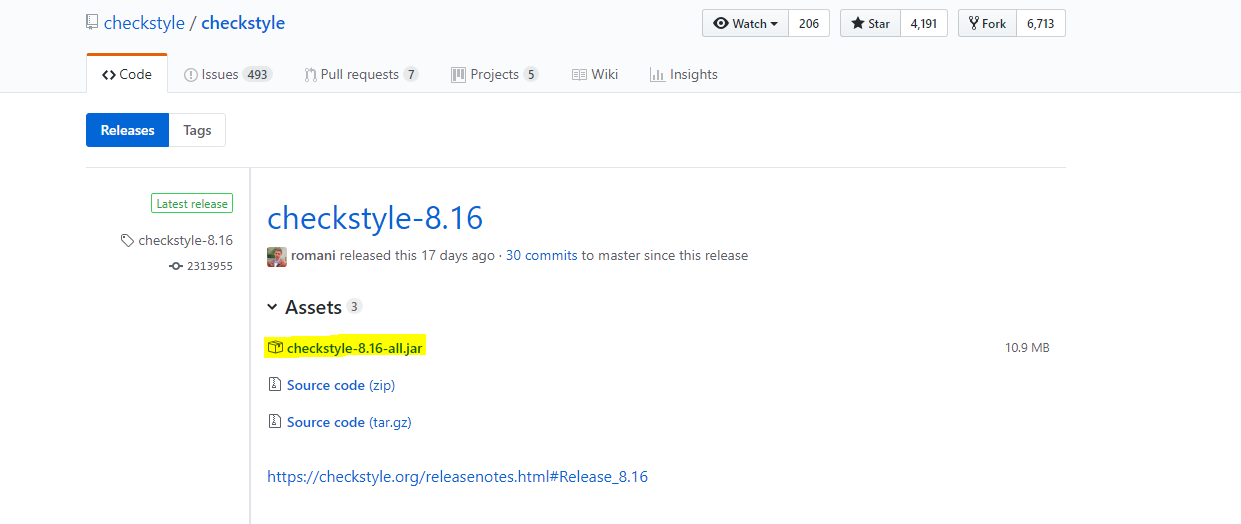 checkstyle / checkstyle
Watch 206 Star 4,191 Fork 6,713
Code Issues 493 Pull requests 7 Projects 5 Wiki Insights
Releases Tags
Latest release
checkstyle-8.16
2313955
checkstyle-8.16
romani released this 17 days ago · 30 commits to master since this release
Assets 3
checkstyle-8.16-all.jar 10.9 MB
Source code (zip)
Source code (tar.gz)
https://checkstyle.org/releasenotes.html#Release_8.16